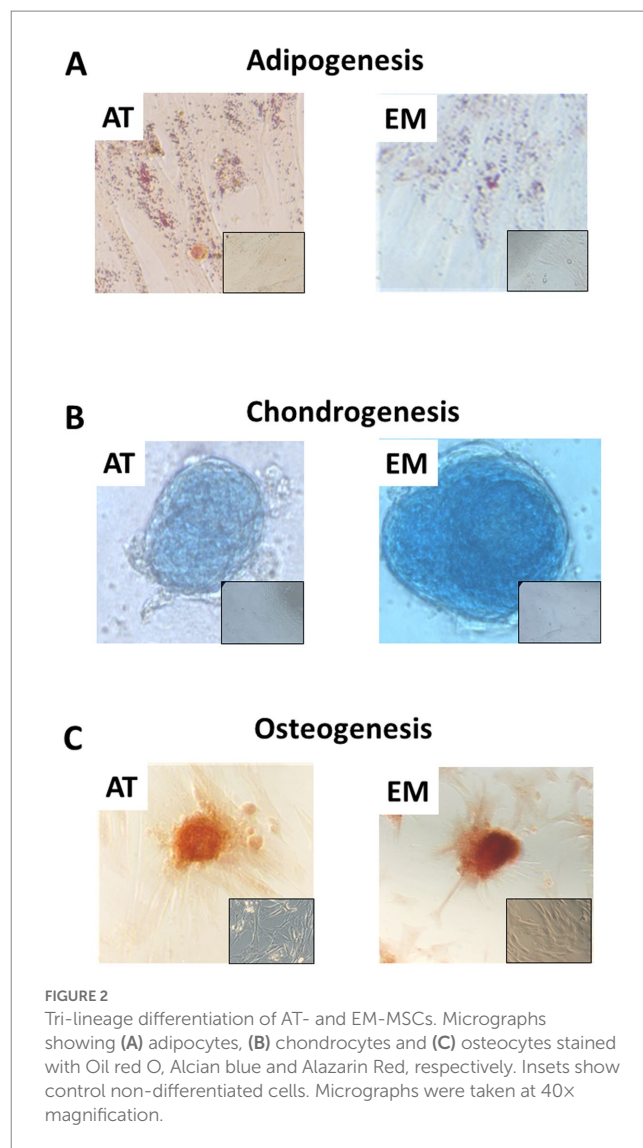 A
Adipogenesis
AT
EM
B
Chondrogenesis
AT
EM
C
Osteogenesis
AT
EM
FIGURE 2
Tri-lineage differentiation of AT- and EM-MSCs. Micrographs
showing (A) adipocytes, (B) chondrocytes and (C) osteocytes stained
with Oil red O, Alcian blue and Alazarin Red, respectively. Insets show
control non-differentiated cells. Micrographs were taken at 40×
magnification.